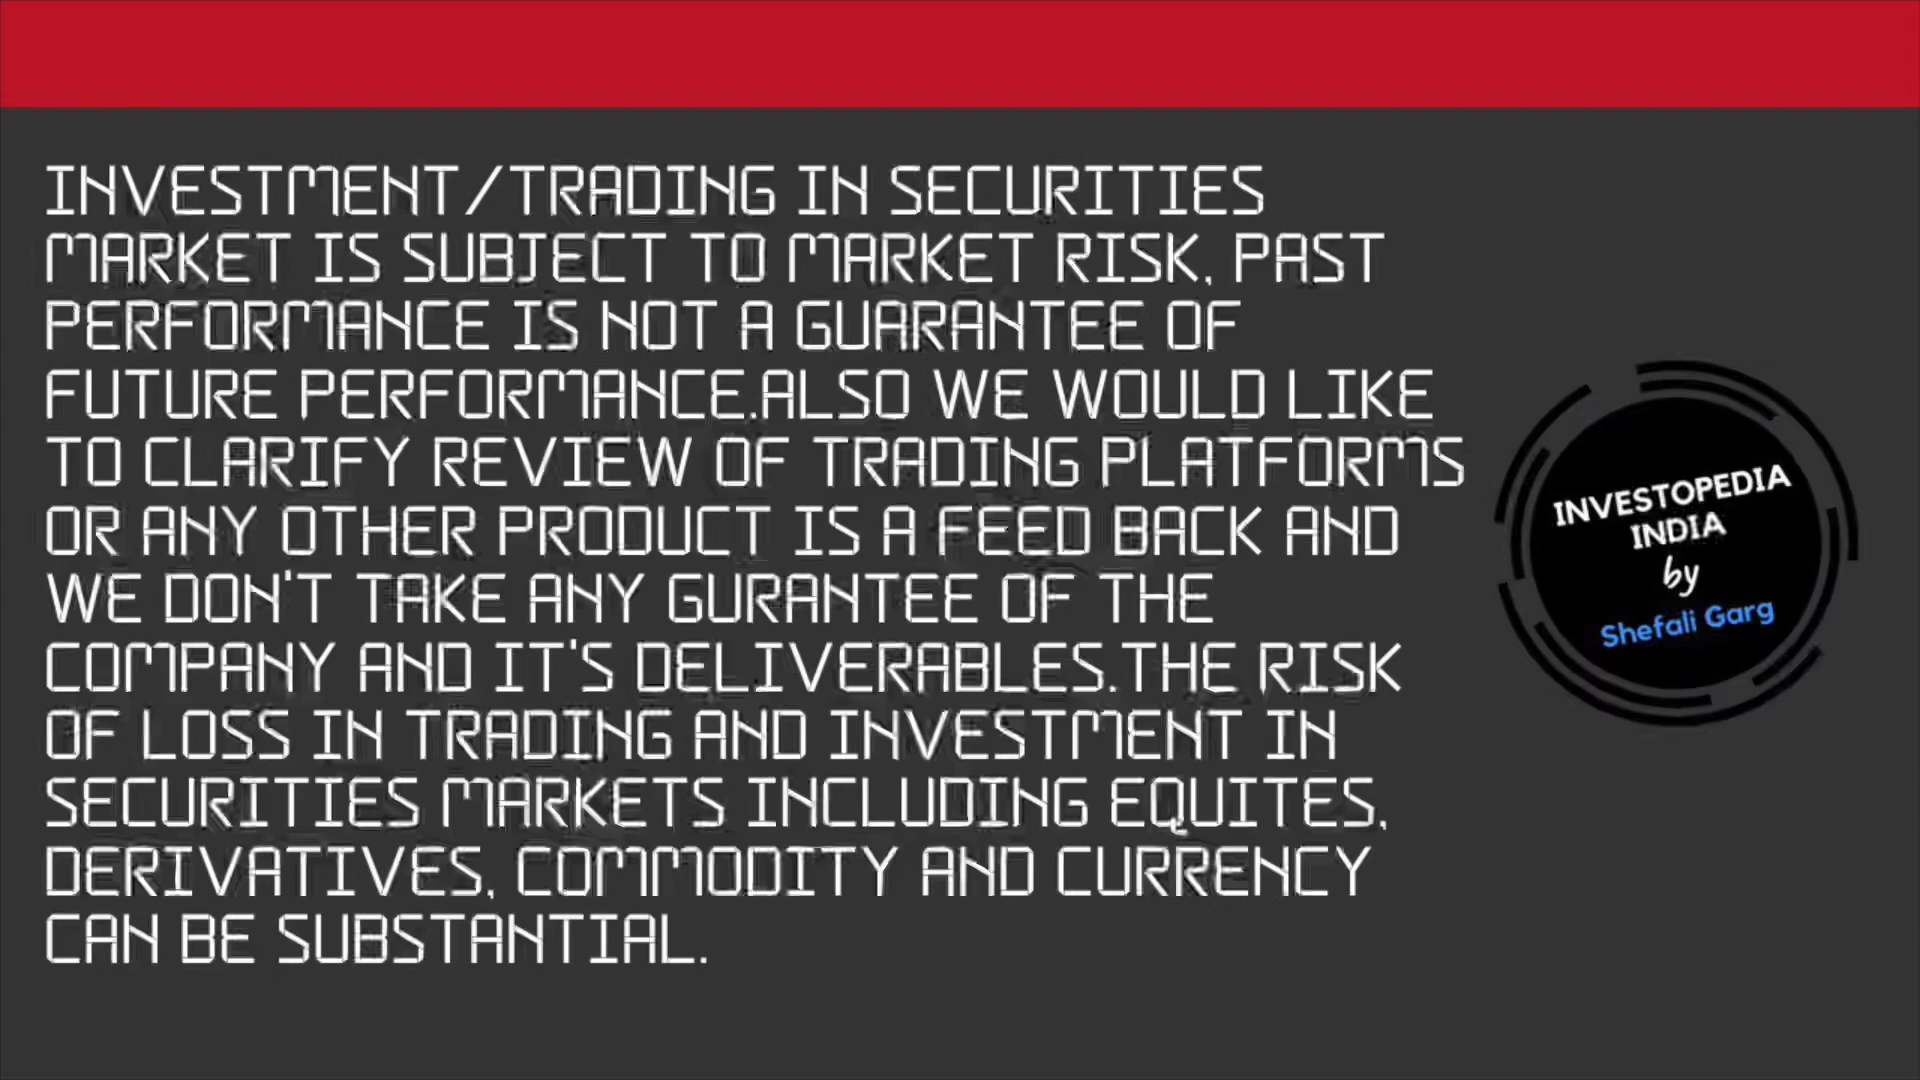 INVESTMENT/TRADING IN SECURITIES
MARKET IS SUBJECT TO MARKET RISK, PAST
PERFORMANCE IS NOT A GUARANTEE OF
FUTURE PERFORMANCE.ALSO WE WOULD LIKE
TO CLARIFY REVIEW OF TRADING PLATFORMS
OR ANY OTHER PRODUCT IS A FEED BACK AND
WE DON'T TAKE ANY GURANTEE OF THE
COMPANY AND IT'S DELIVERABLES.THE RISK
OF LOSS IN TRADING AND INVESTMENT IN
SECURITIES MARKETS INCLUDING EQUITES,
DERIVATIVES, COMMODITY AND CURRENCY
CAN BE SUBSTANTIAL.
INVESTOPEDIA
INDIA
by
Shefali Garg